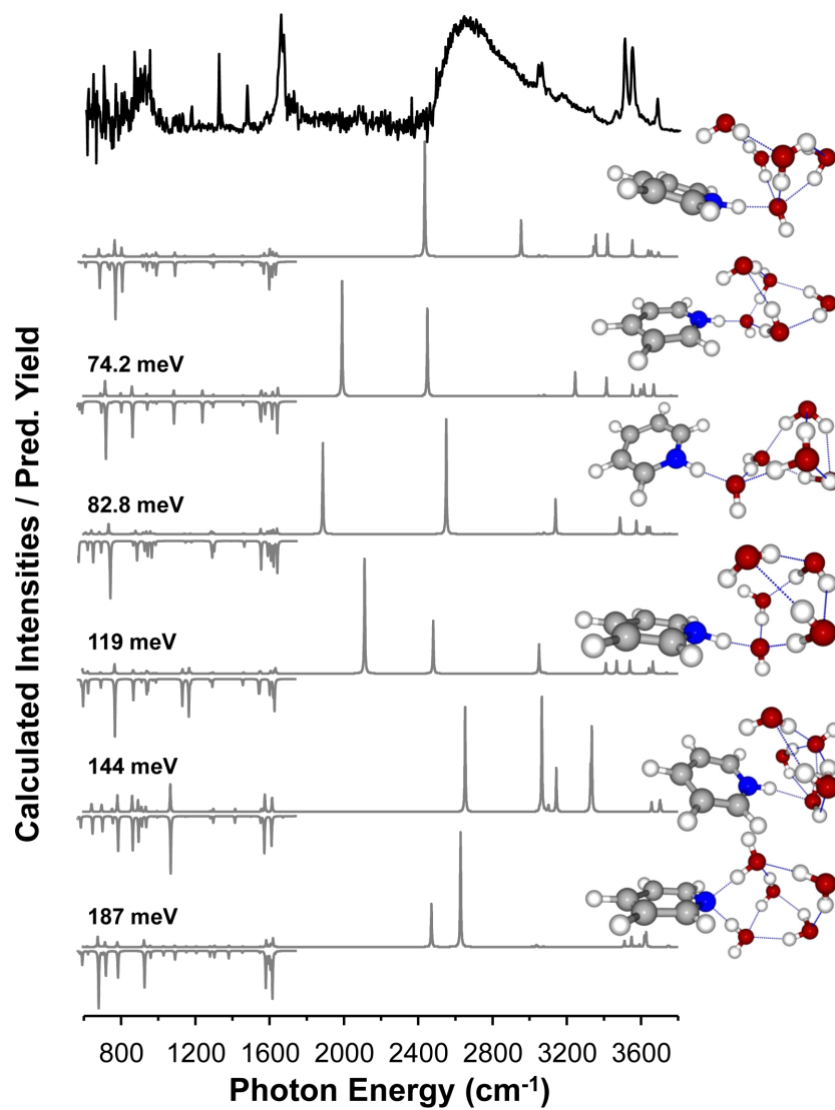 Calculated Intensities / Pred. Yield
74.2 meV
82.8 meV
119 meV
144 meV
187 meV
800 1200 1600 2000 2400 2800 3200 3600
Photon Energy (cm⁻¹)